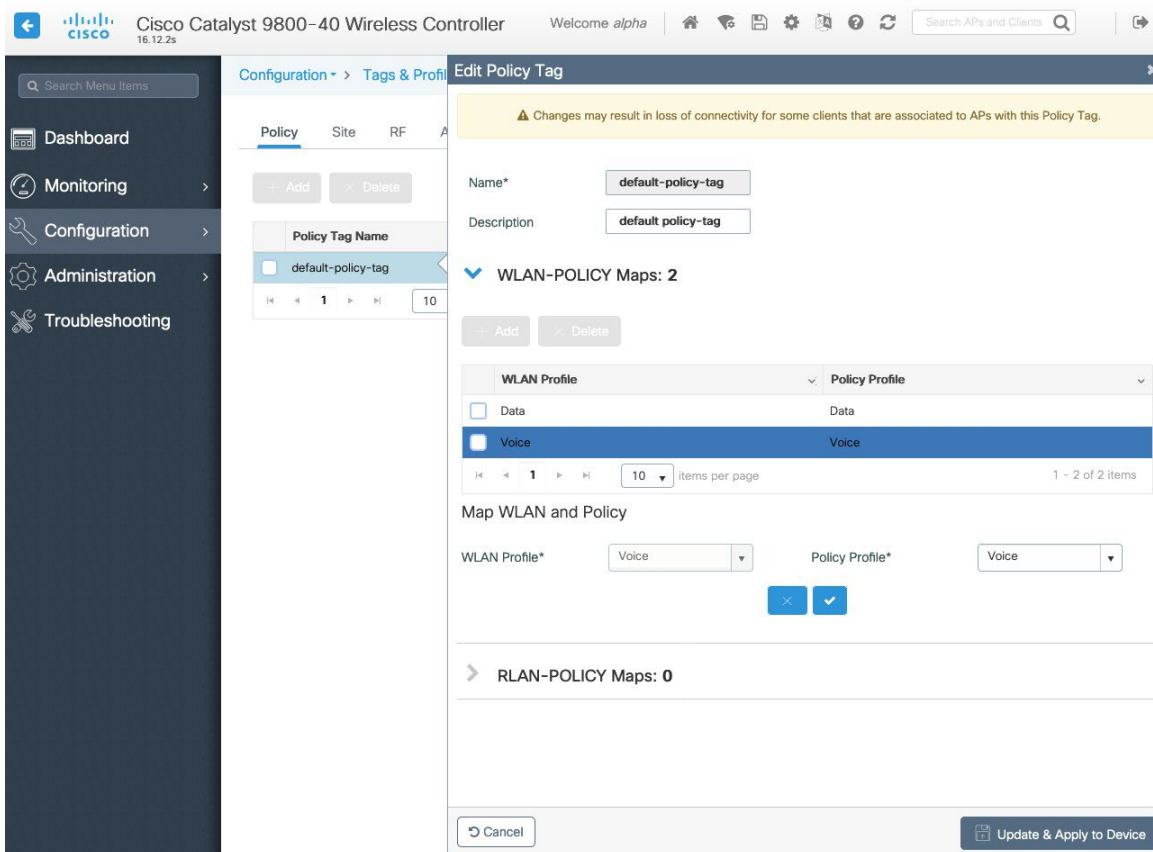 Cisco Catalyst 9800-40 Wireless Controller
CISCO
16.12.2s
Welcome alpha
Search APs and Clients
Search Menu Items
Dashboard
Monitoring
Configuration
Administration
Troubleshooting
Configuration > Tags & Profil
Policy Site RF A
+ Add × Delete
Policy Tag Name
default-policy-tag
1 10
Edit Policy Tag
Changes may result in loss of connectivity for some clients that are associated to APs with this Policy Tag.
Name* default-policy-tag
Description default policy-tag
WLAN-POLICY Maps: 2
+ Add × Delete
WLAN Profile Policy Profile
Data Data
Voice Voice
1 10 items per page 1 - 2 of 2 items
Map WLAN and Policy
WLAN Profile* Voice Policy Profile* Voice
RLAN-POLICY Maps: 0
Cancel Update & Apply to Device